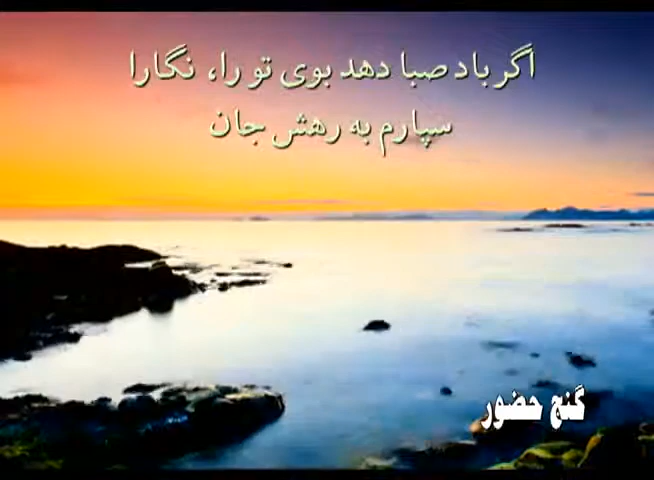 اگر باد صبا دهد بوی تو را، نگارا
سپارم به رهش جان
گنج حضور